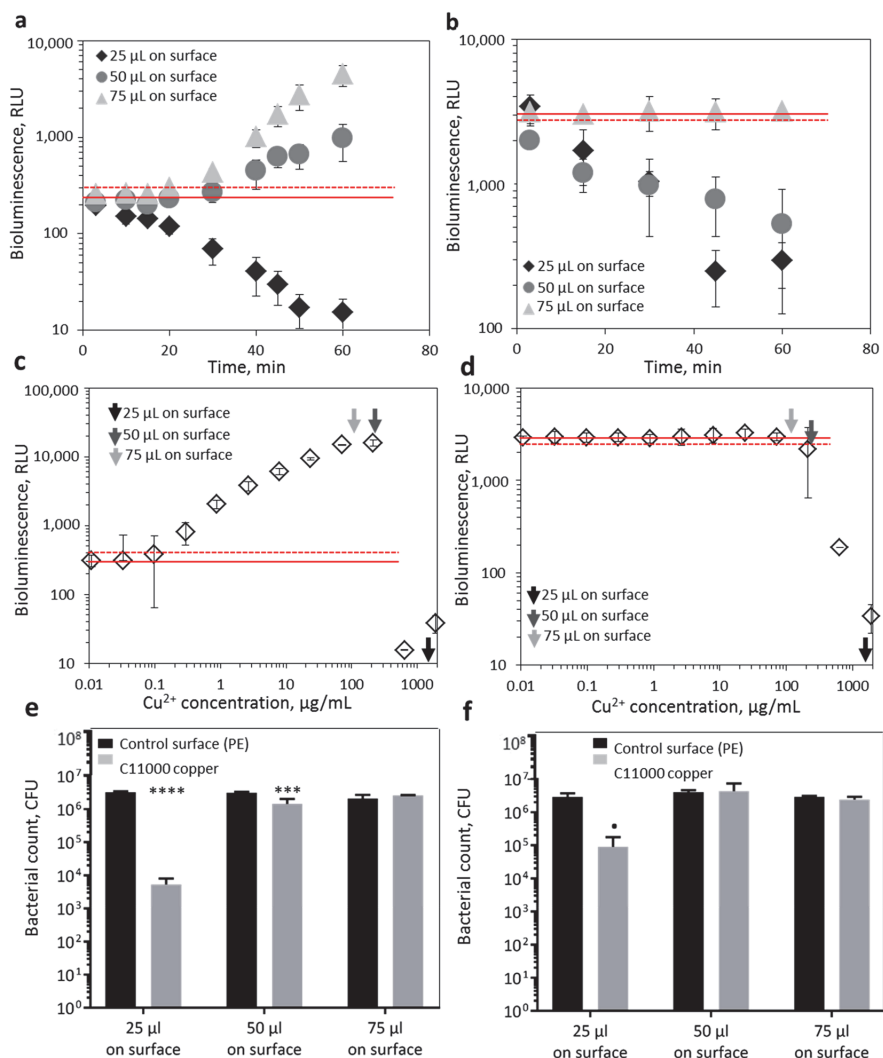 a
10,000
1,000
100
10
0 20 40 60 80
Bioluminescence, RLU
Time, min
25 µL on surface
50 µL on surface
75 µL on surface
b
10,000
1,000
100
0 20 40 60 80
Bioluminescence, RLU
Time, min
25 µL on surface
50 µL on surface
75 µL on surface
c
100,000
10,000
1,000
100
10
0.01 0.1 1 10 100 1000
Bioluminescence, RLU
Cu²⁺ concentration, µg/mL
25 µL on surface
50 µL on surface
75 µL on surface
d
10,000
1,000
100
10
0.01 0.1 1 10 100 1000
Bioluminescence, RLU
Cu²⁺ concentration, µg/mL
25 µL on surface
50 µL on surface
75 µL on surface
e
10⁸
10⁷
10⁶
10⁵
10⁴
10³
10²
10¹
10⁰
Bacterial count, CFU
Control surface (PE)
C11000 copper
**** ***
25 µl 50 µl 75 µl
on surface on surface on surface
f
10⁸
10⁷
10⁶
10⁵
10⁴
10³
10²
10¹
10⁰
Bacterial count, CFU
Control surface (PE)
C11000 copper
•
25 µl 50 µl 75 µl
on surface on surface on surface